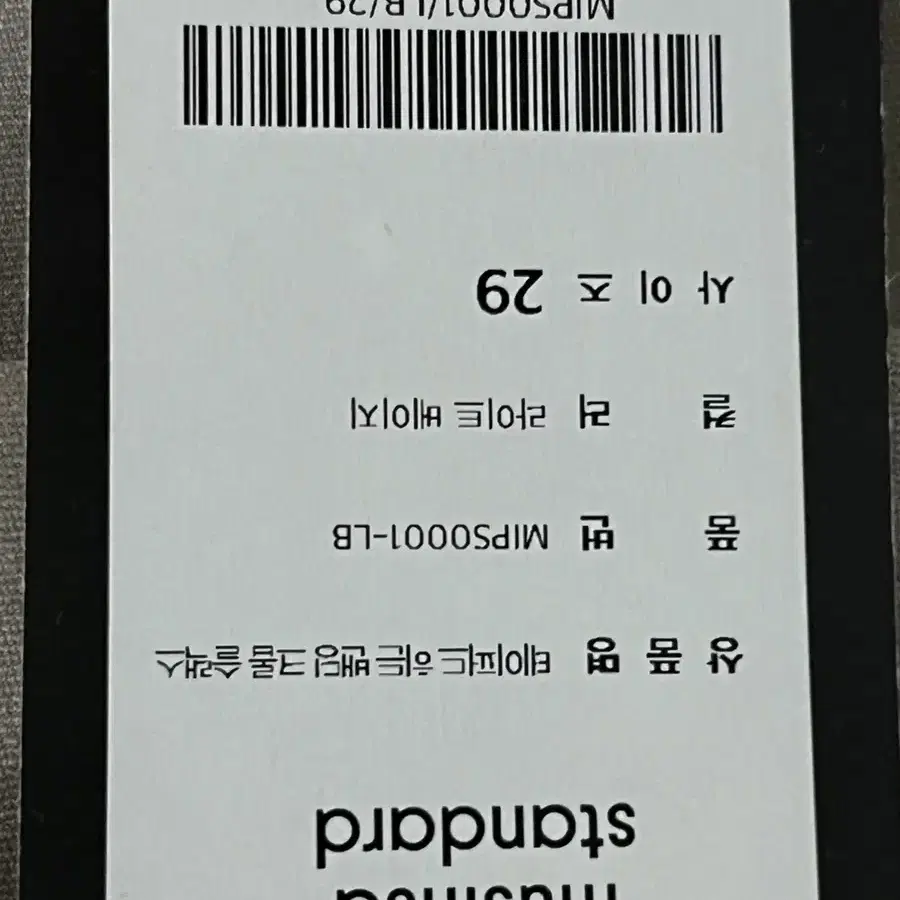 musinsa
standard
상품명 테이퍼드 히든 밴딩 크롭 슬랙스
품번 MIPS0001-LB
컬러 라이트 베이지
사이즈 29
MIPS0001/LB/29